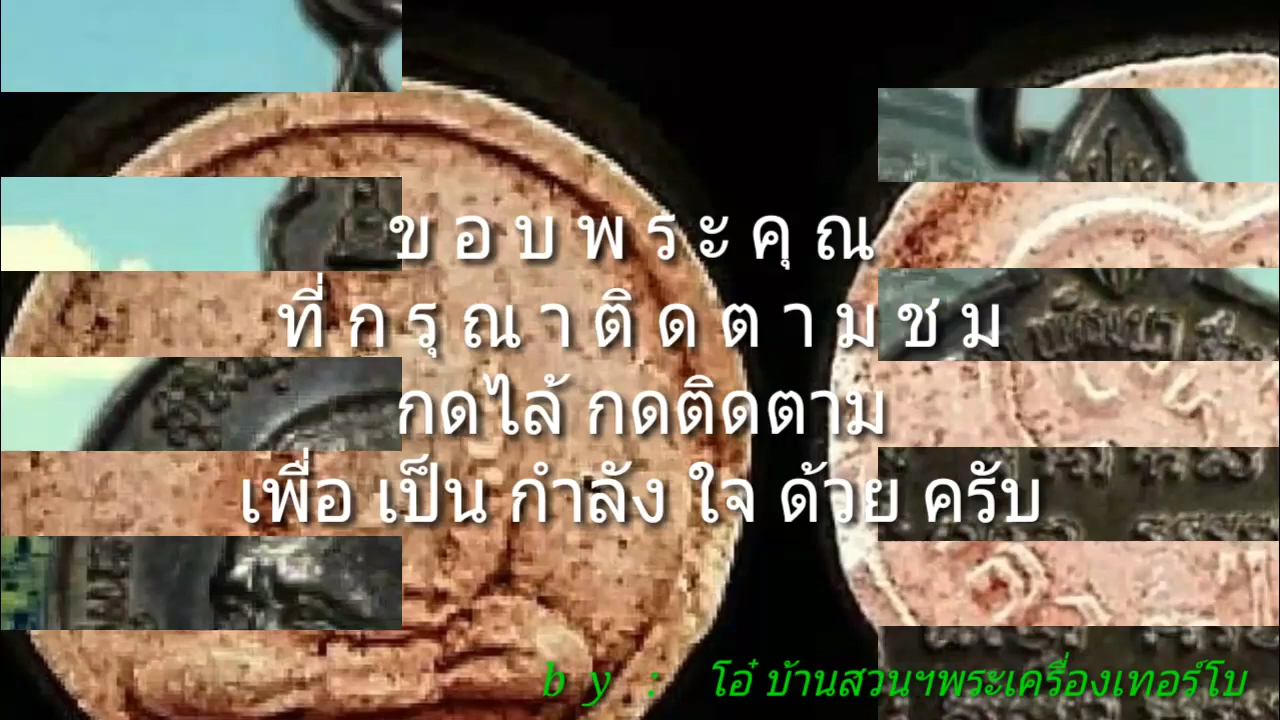 ข อ บ พ ร ะ คุ ณ
ที่ ก รุ ณ า ติ ด ต า ม ช ม
กดไล้ กดติดตาม
เพื่อ เป็น กำลัง ใจ ด้วย ครับ
b y : โอ๋ บ้านสวนฯพระเครื่องเทอร์โบ